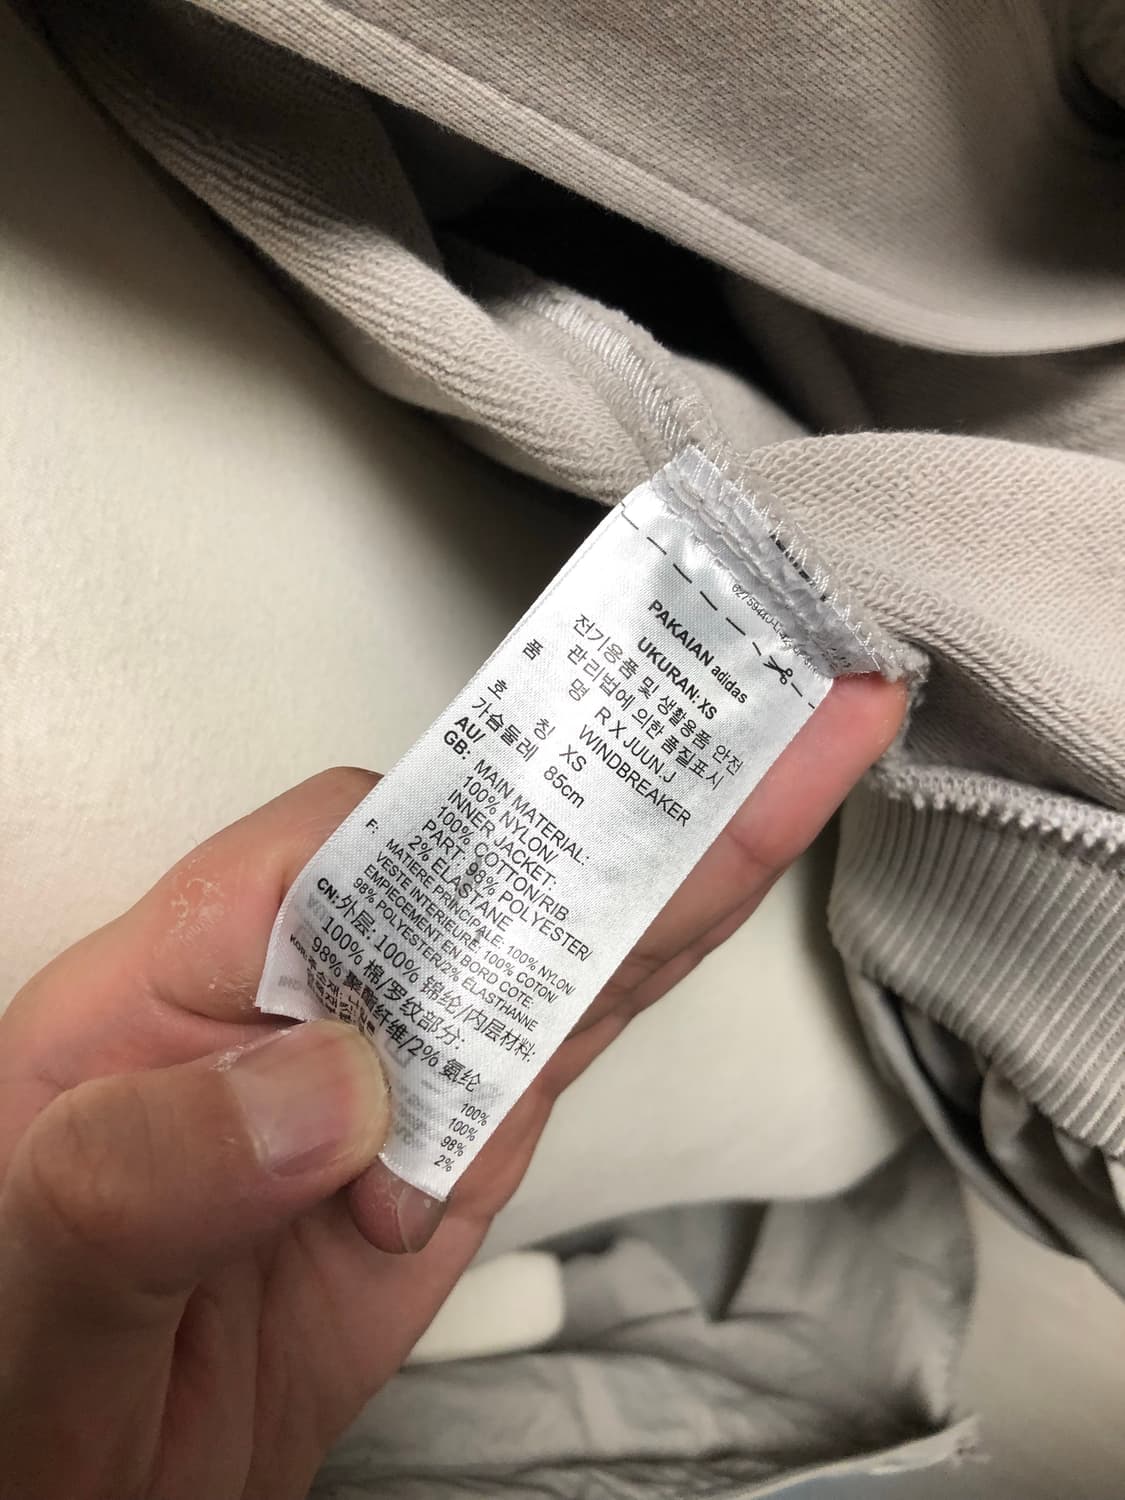 PAKAIAN adidas
UKURAN: XS
전기용품 및 생활용품 안전
관리법에 의한 품질표시
품 명 R X JUUN.J
WINDBREAKER
호 칭 XS
가슴둘레 85cm
AU/
GB: MAIN MATERIAL:
100% NYLON/
INNER JACKET:
100% COTTON/RIB
PART: 98% POLYESTER/
2% ELASTANE
F: MATIERE PRINCIPALE: 100% NYLON/
VESTE INTERIEURE: 100% COTON/
EMPIECEMENT EN BORD COTE:
98% POLYESTER/2% ELASTHANNE
CN: 外层: 100% 锦纶/内层材料:
100% 棉/罗纹部分:
98% 聚酯纤维/2% 氨纶
100%
100%
98%
2%